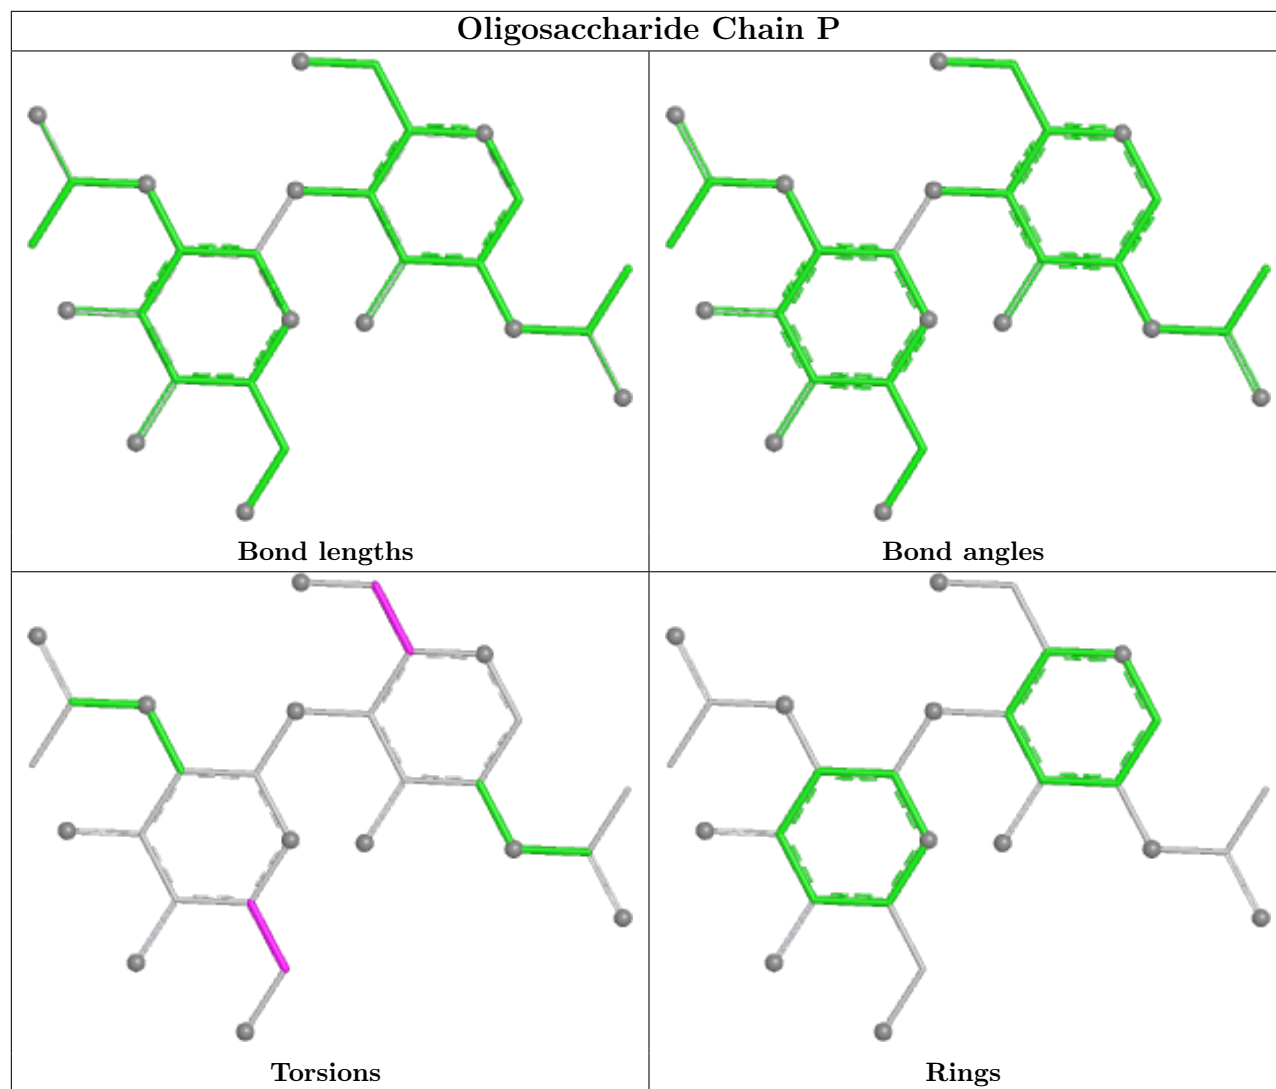 Oligosaccharide Chain P
Bond lengths
Bond angles
Torsions
Rings